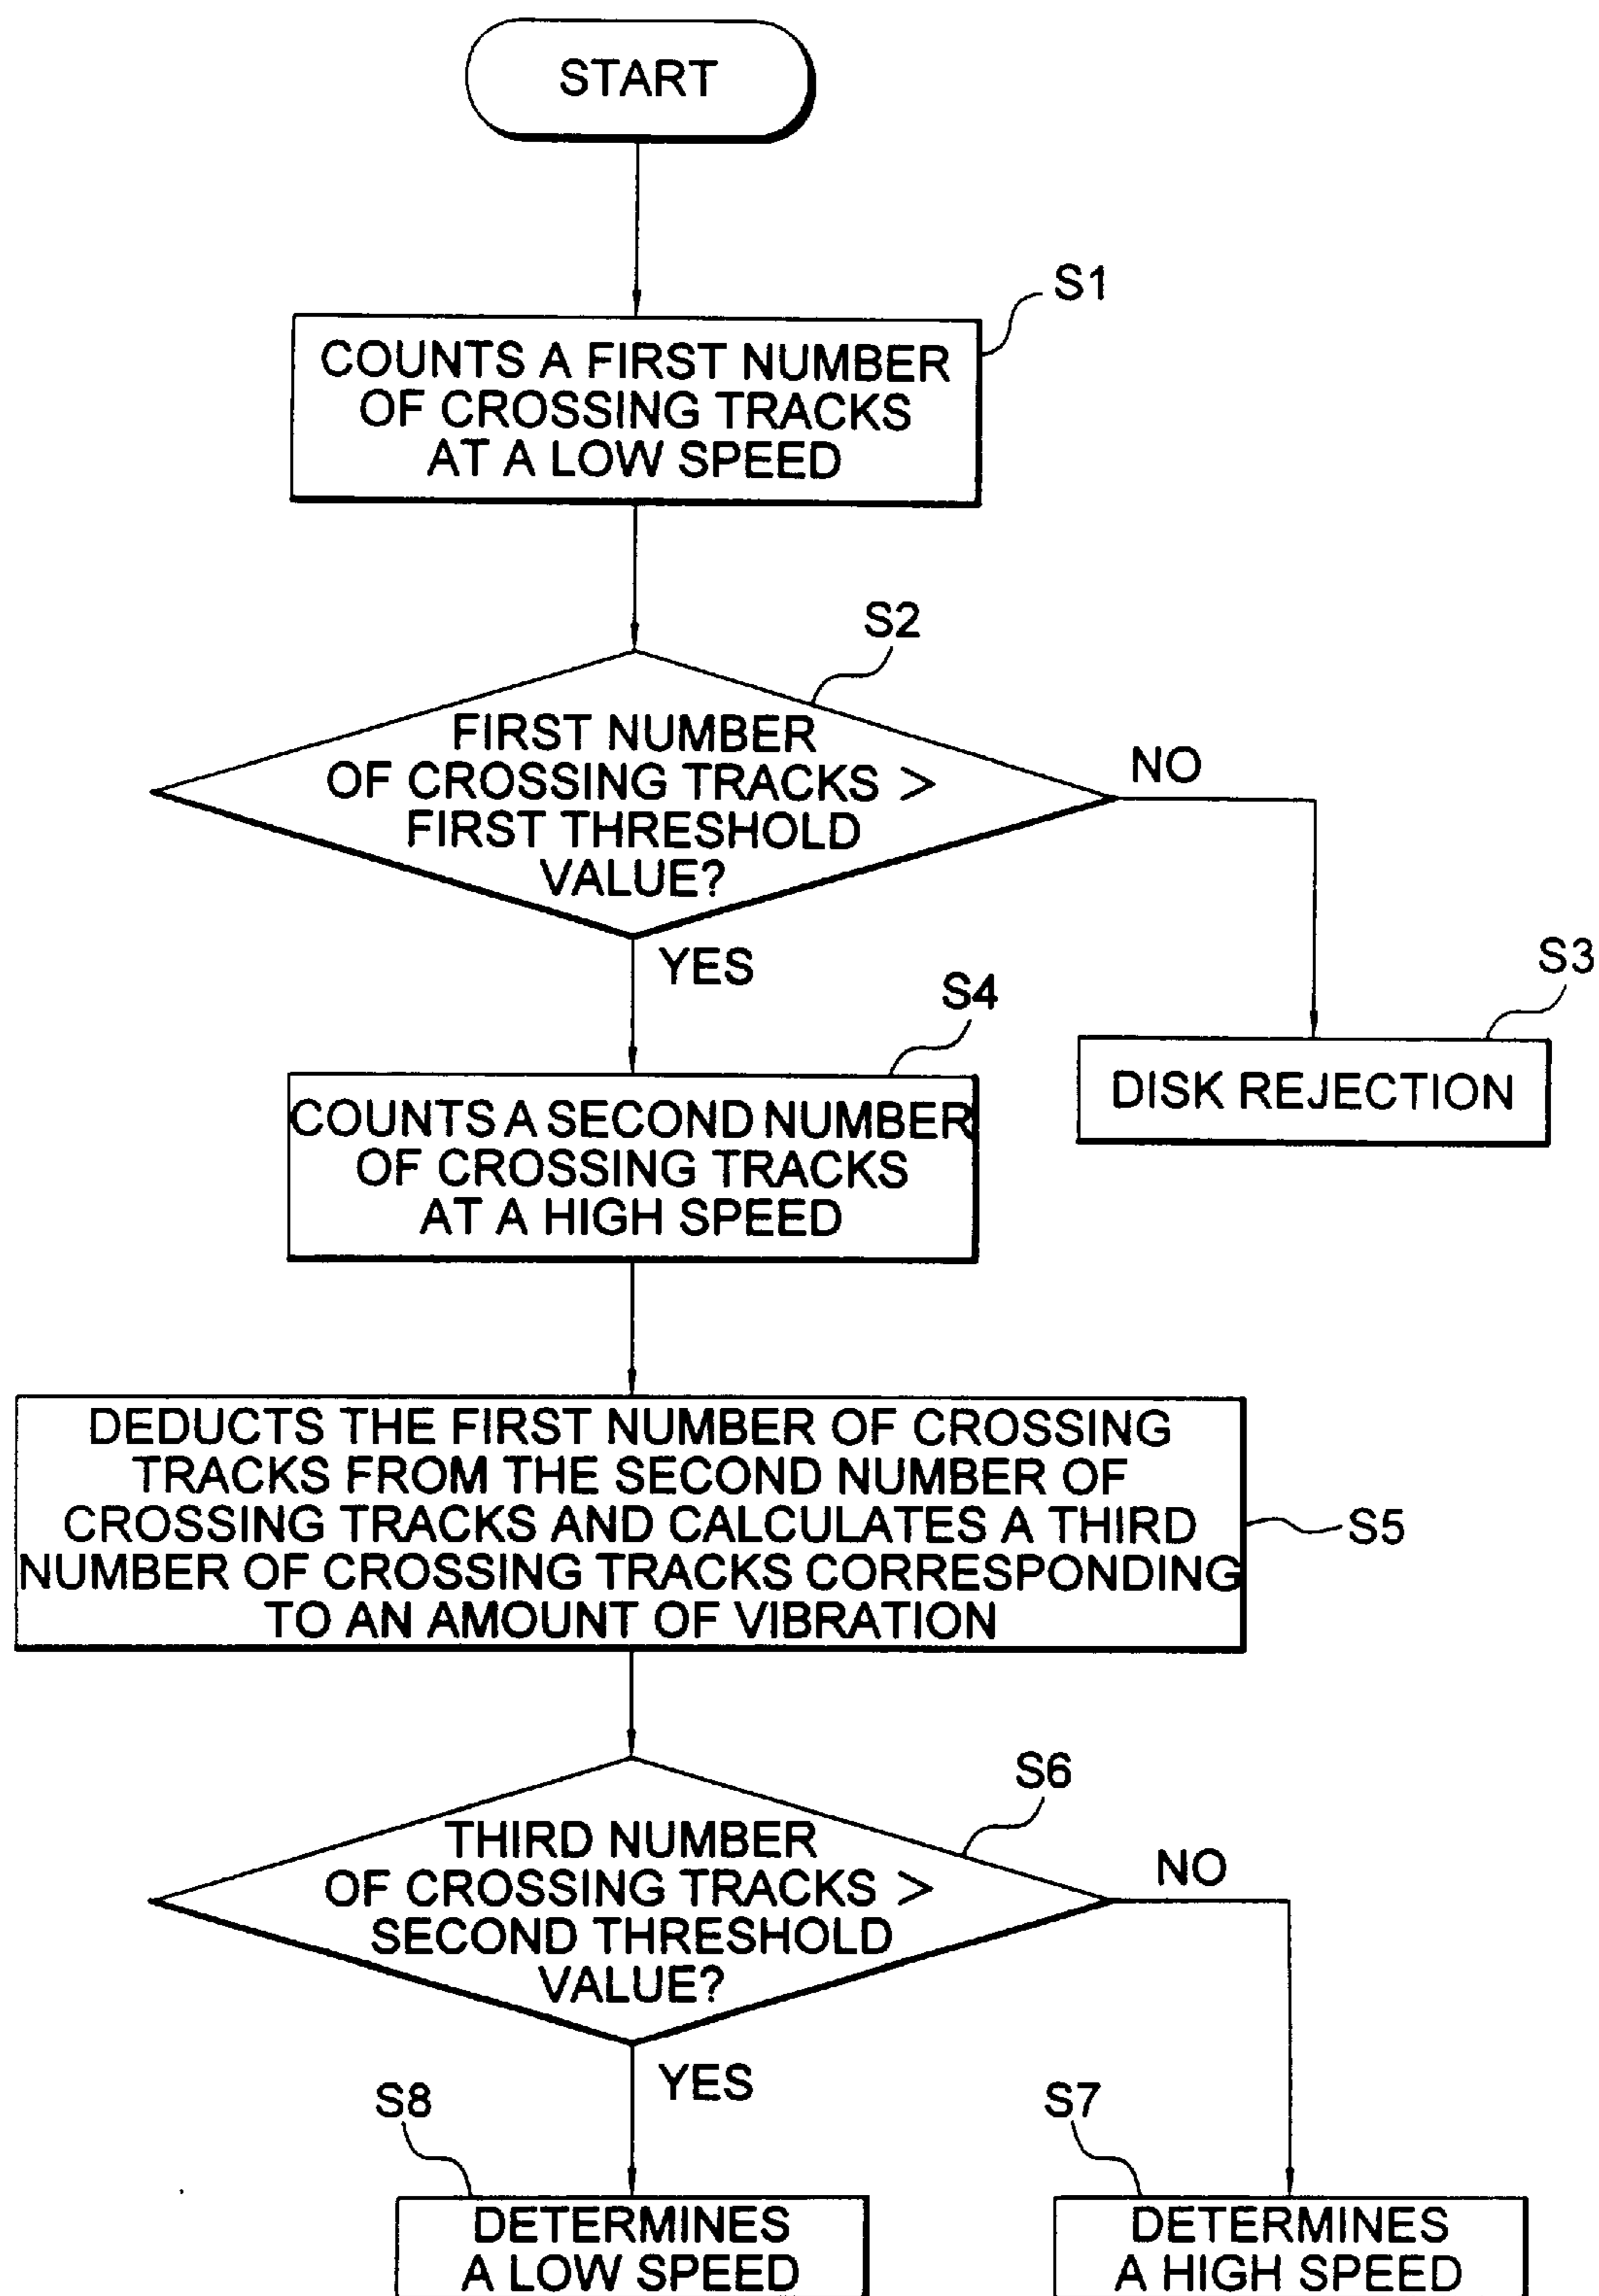 START
S1
COUNTS A FIRST NUMBER
OF CROSSING TRACKS
AT A LOW SPEED
S2
FIRST NUMBER
OF CROSSING TRACKS >
FIRST THRESHOLD
VALUE?
NO
YES
S3
DISK REJECTION
S4
COUNTS A SECOND NUMBER
OF CROSSING TRACKS
AT A HIGH SPEED
DEDUCTS THE FIRST NUMBER OF CROSSING
TRACKS FROM THE SECOND NUMBER OF
CROSSING TRACKS AND CALCULATES A THIRD
NUMBER OF CROSSING TRACKS CORRESPONDING
TO AN AMOUNT OF VIBRATION
S5
S6
THIRD NUMBER
OF CROSSING TRACKS >
SECOND THRESHOLD
VALUE?
NO
YES
S8
DETERMINES
A LOW SPEED
S7
DETERMINES
A HIGH SPEED